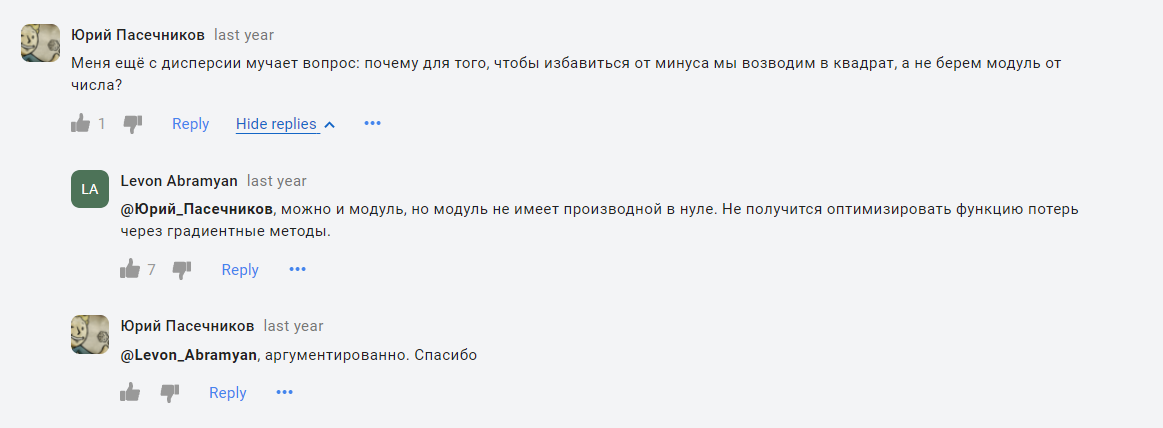 Юрий Пасечников last year
Меня ещё с дисперсии мучает вопрос: почему для того, чтобы избавиться от минуса мы возводим в квадрат, а не берем модуль от
числа?
1 Reply Hide replies
LA Levon Abramyan last year
@Юрий_Пасечников, можно и модуль, но модуль не имеет производной в нуле. Не получится оптимизировать функцию потерь
через градиентные методы.
7 Reply
Юрий Пасечников last year
@Levon_Abramyan, аргументированно. Спасибо
Reply